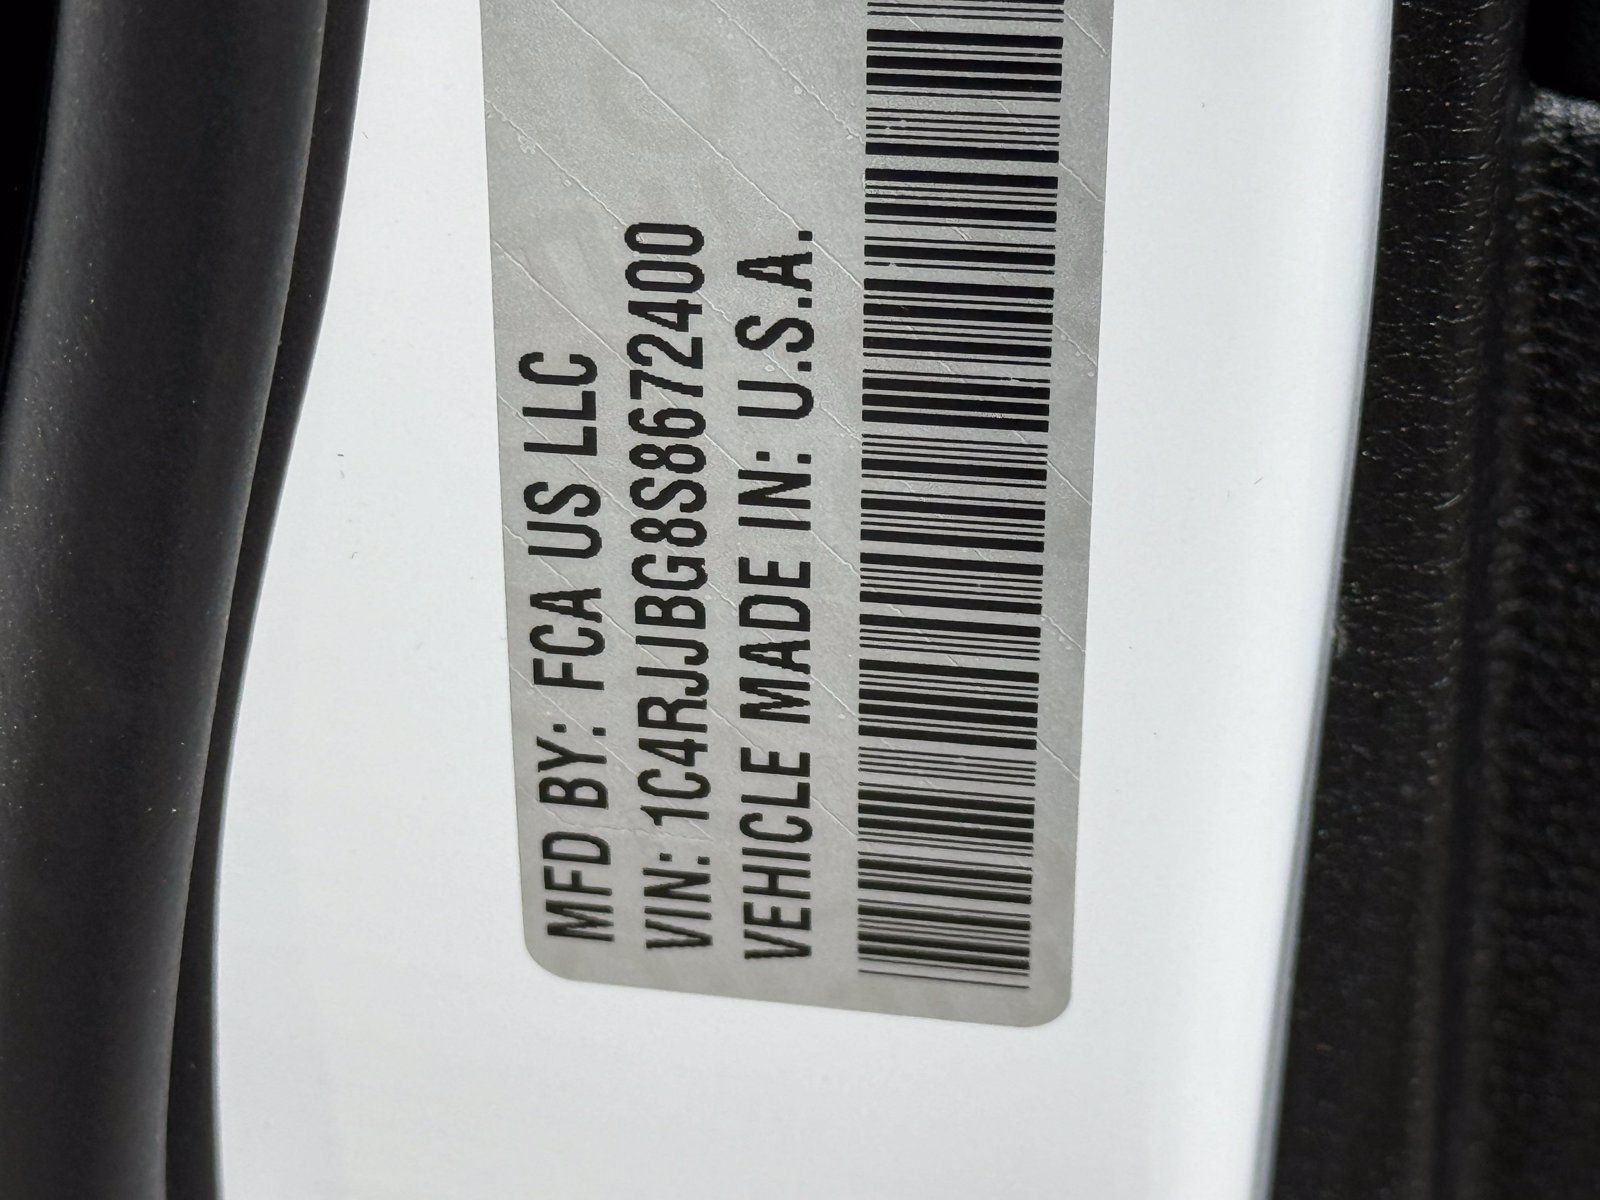 MFD BY: FCA US LLC
VIN: 1C4RJJBG8S8672400
VEHICLE MADE IN: U.S.A.